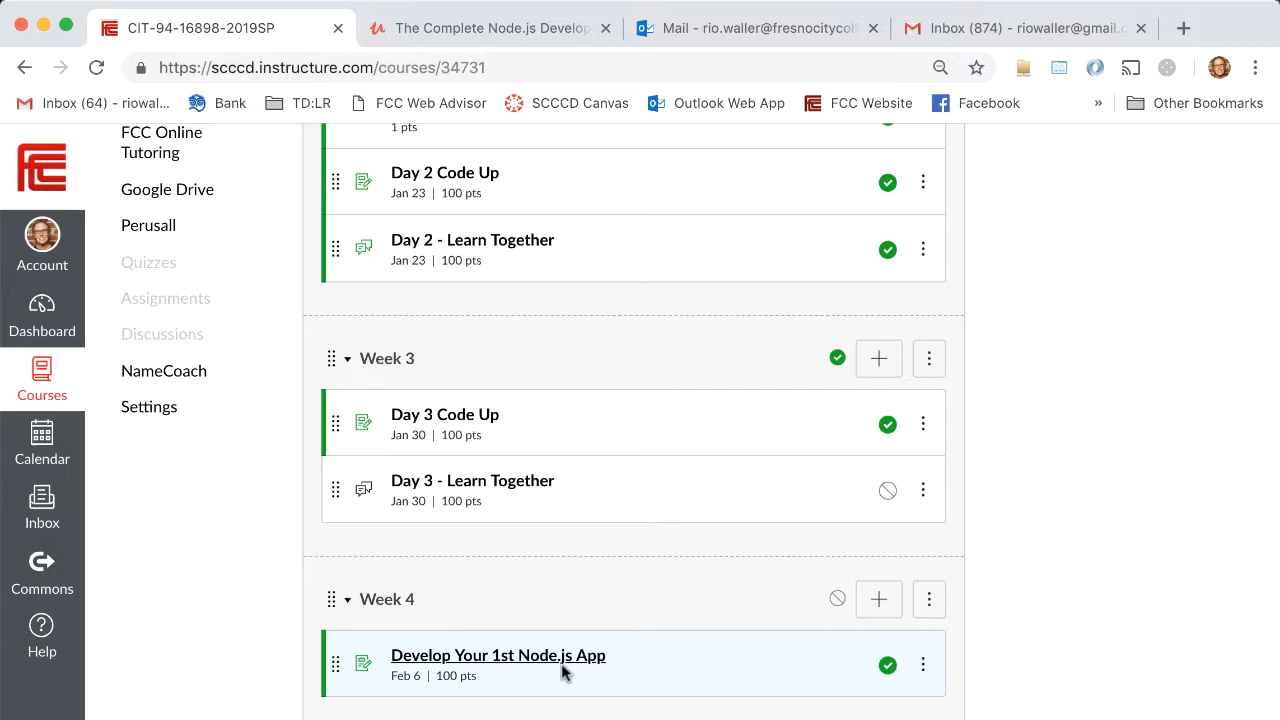 CIT-94-16898-2019SP
The Complete Node.js Develop
Mail - rio.waller@fresnocitycoll
Inbox (874) - riowaller@gmail.c
https://scccd.instructure.com/courses/34731
Inbox (64) - riowal...
Bank
TD:LR
FCC Web Advisor
SCCCD Canvas
Outlook Web App
FCC Website
Facebook
»
Other Bookmarks
FCC
Account
Dashboard
Courses
Calendar
Inbox
Commons
Help
FCC Online
Tutoring
Google Drive
Perusall
Quizzes
Assignments
Discussions
NameCoach
Settings
1 pts
Day 2 Code Up
Jan 23 | 100 pts
Day 2 - Learn Together
Jan 23 | 100 pts
Week 3
Day 3 Code Up
Jan 30 | 100 pts
Day 3 - Learn Together
Jan 30 | 100 pts
Week 4
Develop Your 1st Node.js App
Feb 6 | 100 pts